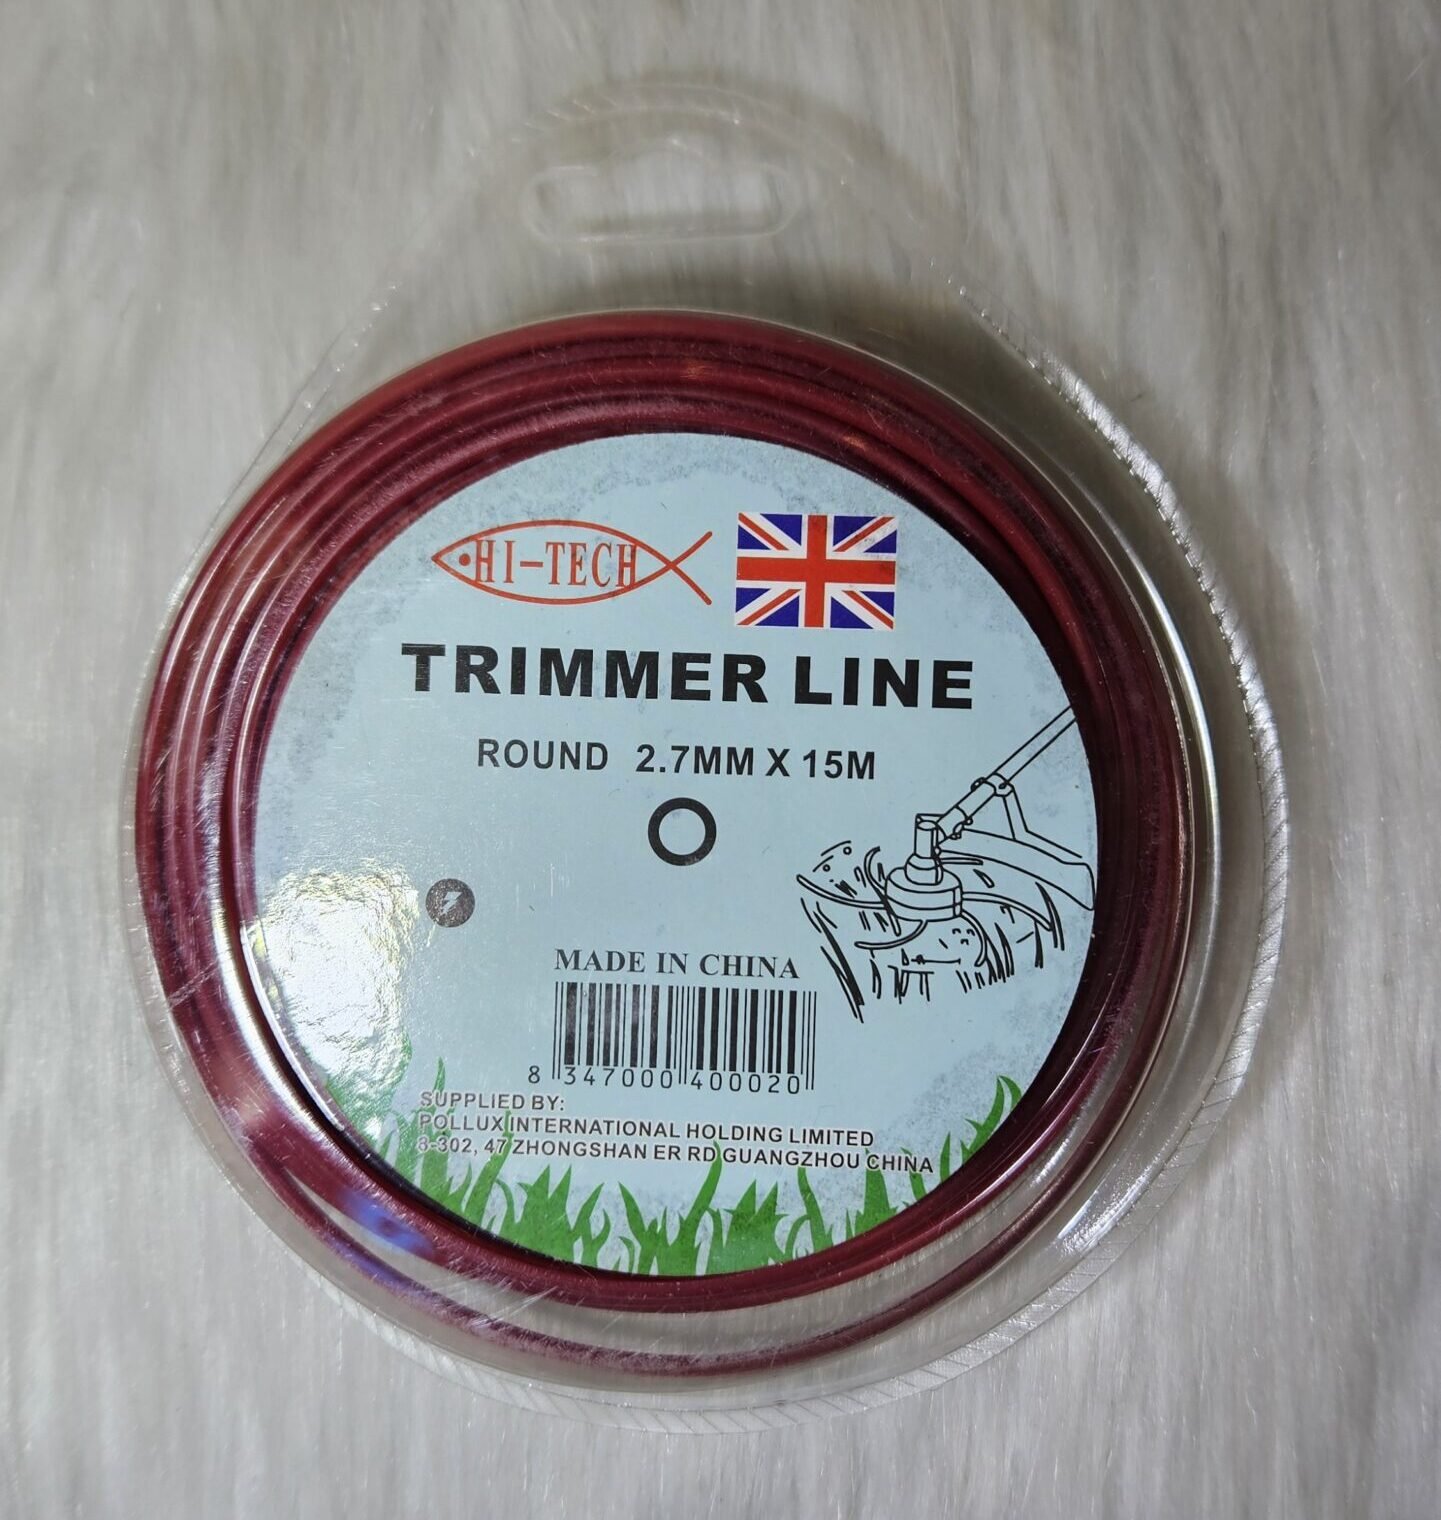 HI-TECH
TRIMMER LINE
ROUND 2.7MM X 15M
MADE IN CHINA
8 347000 400020
SUPPLIED BY:
POLLUX INTERNATIONAL HOLDING LIMITED
8-302, 47 ZHONGSHAN ER RD GUANGZHOU CHINA